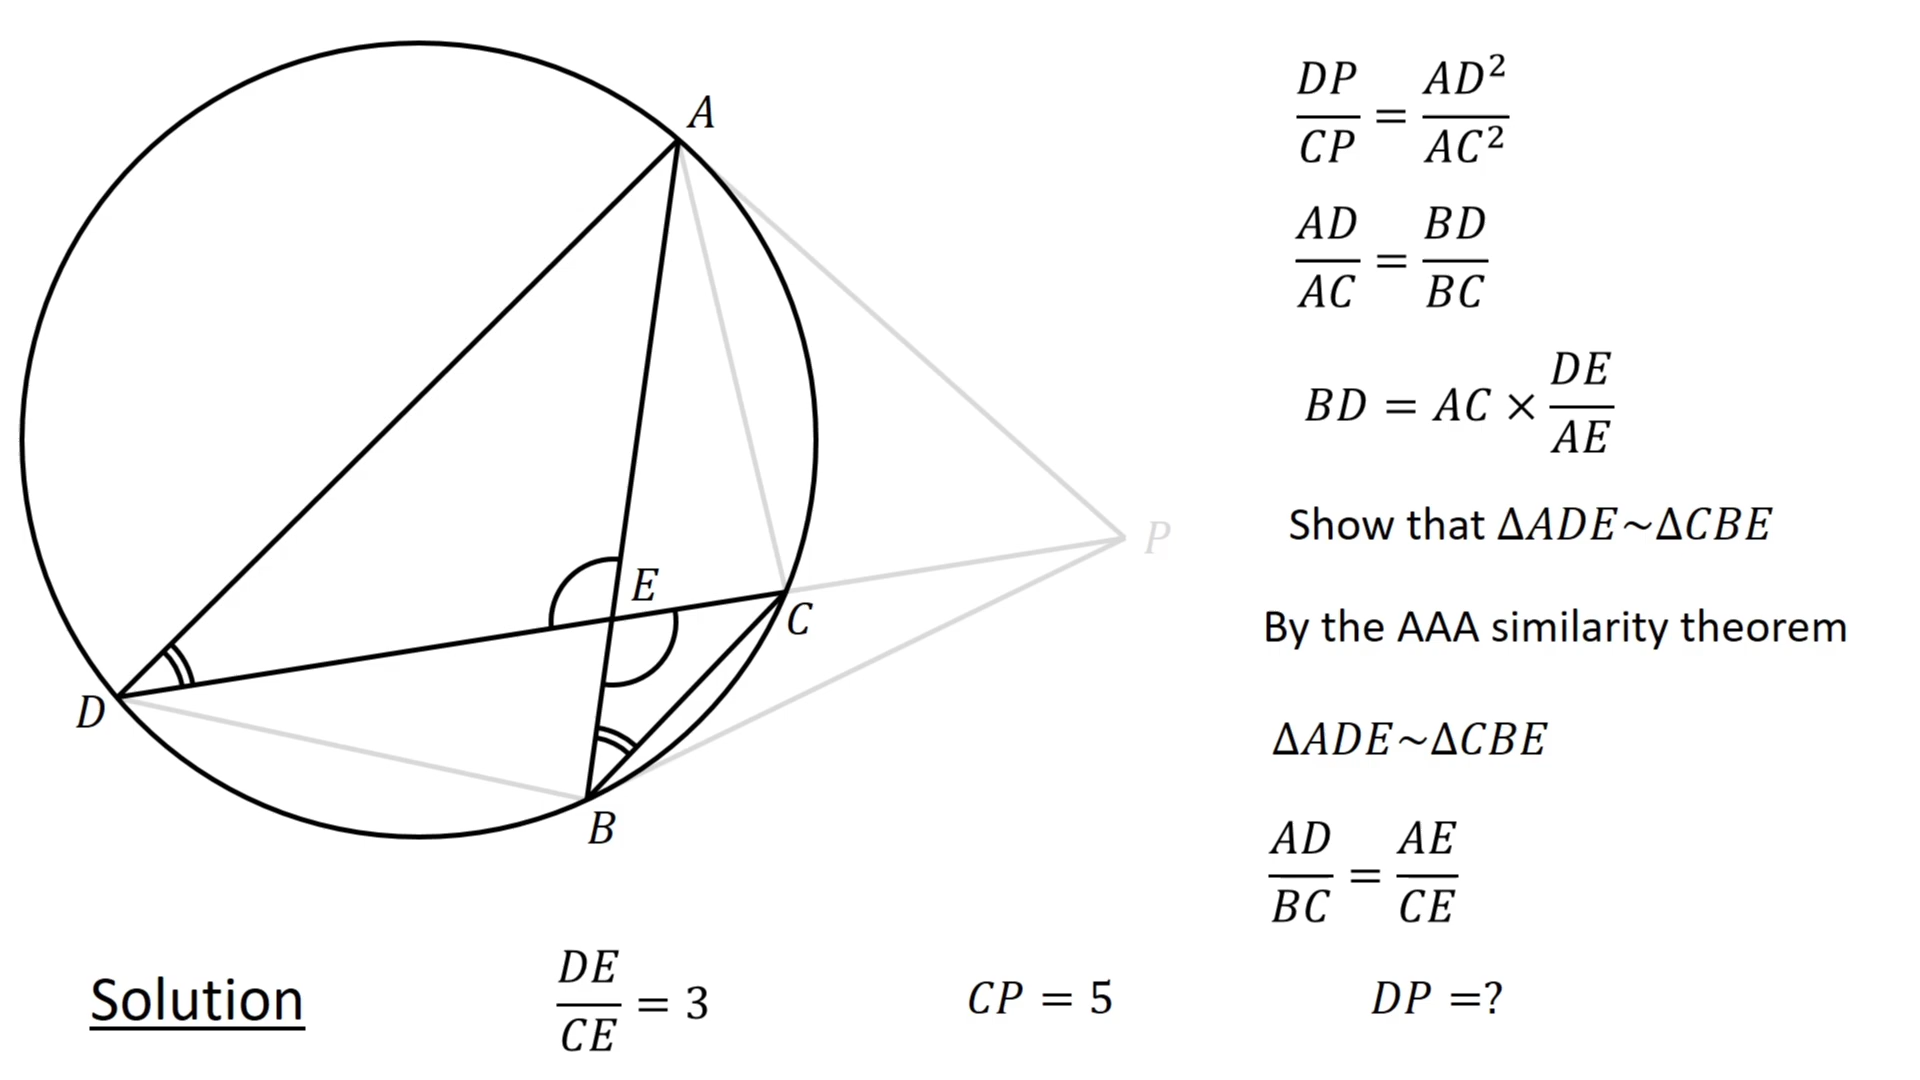 A
E
C
P
D
B
DP/CP = AD²/AC²
AD/AC = BD/BC
BD = AC × DE/AE
Show that ΔADE~ΔCBE
By the AAA similarity theorem
ΔADE~ΔCBE
AD/BC = AE/CE
Solution
DE/CE = 3
CP = 5
DP =?